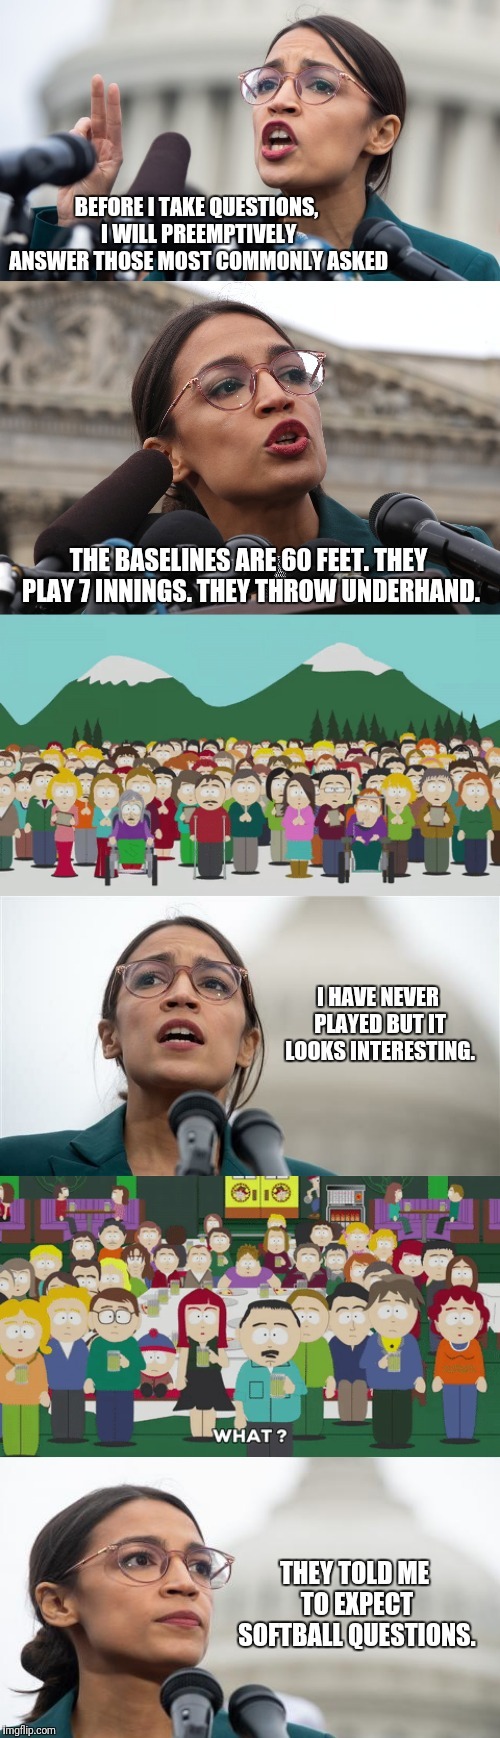 BEFORE I TAKE QUESTIONS,
I WILL PREEMPTIVELY
ANSWER THOSE MOST COMMONLY ASKED
THE BASELINES ARE 60 FEET. THEY
PLAY 7 INNINGS. THEY THROW UNDERHAND.
I HAVE NEVER
PLAYED BUT IT
LOOKS INTERESTING.
WHAT ?
THEY TOLD ME
TO EXPECT
SOFTBALL QUESTIONS.
imgflip.com